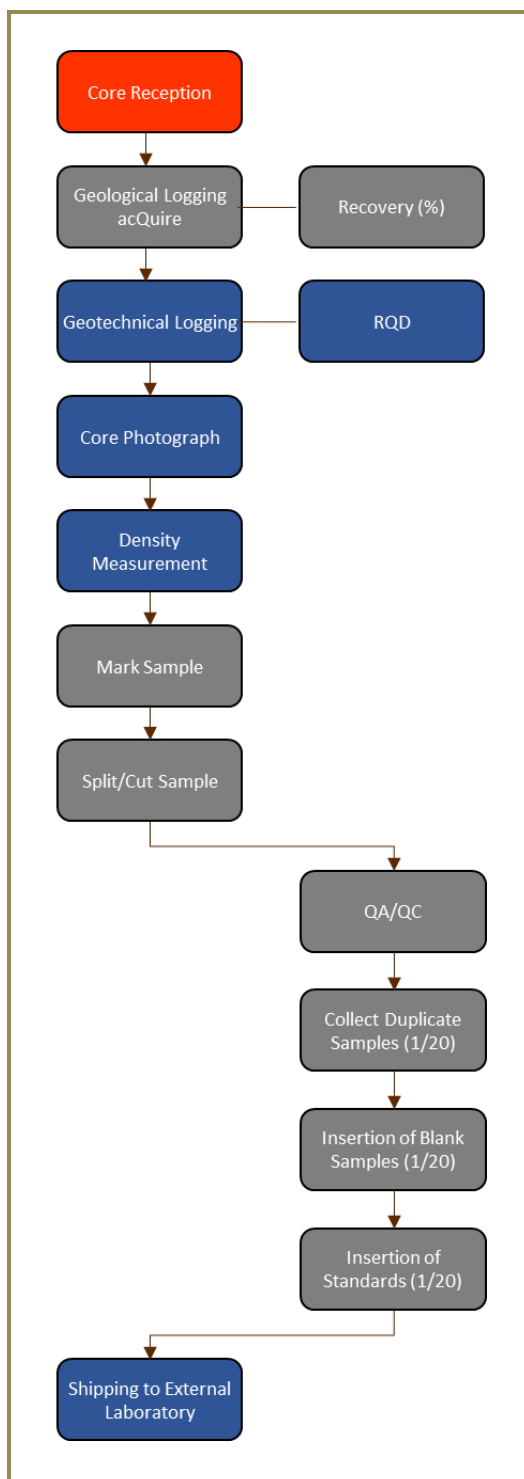 Core Reception
Geological Logging
acQuire
Recovery (%)
Geotechnical Logging
RQD
Core Photograph
Density
Measurement
Mark Sample
Split/Cut Sample
QA/QC
Collect Duplicate
Samples (1/20)
Insertion of Blank
Samples (1/20)
Insertion of
Standards (1/20)
Shipping to External
Laboratory